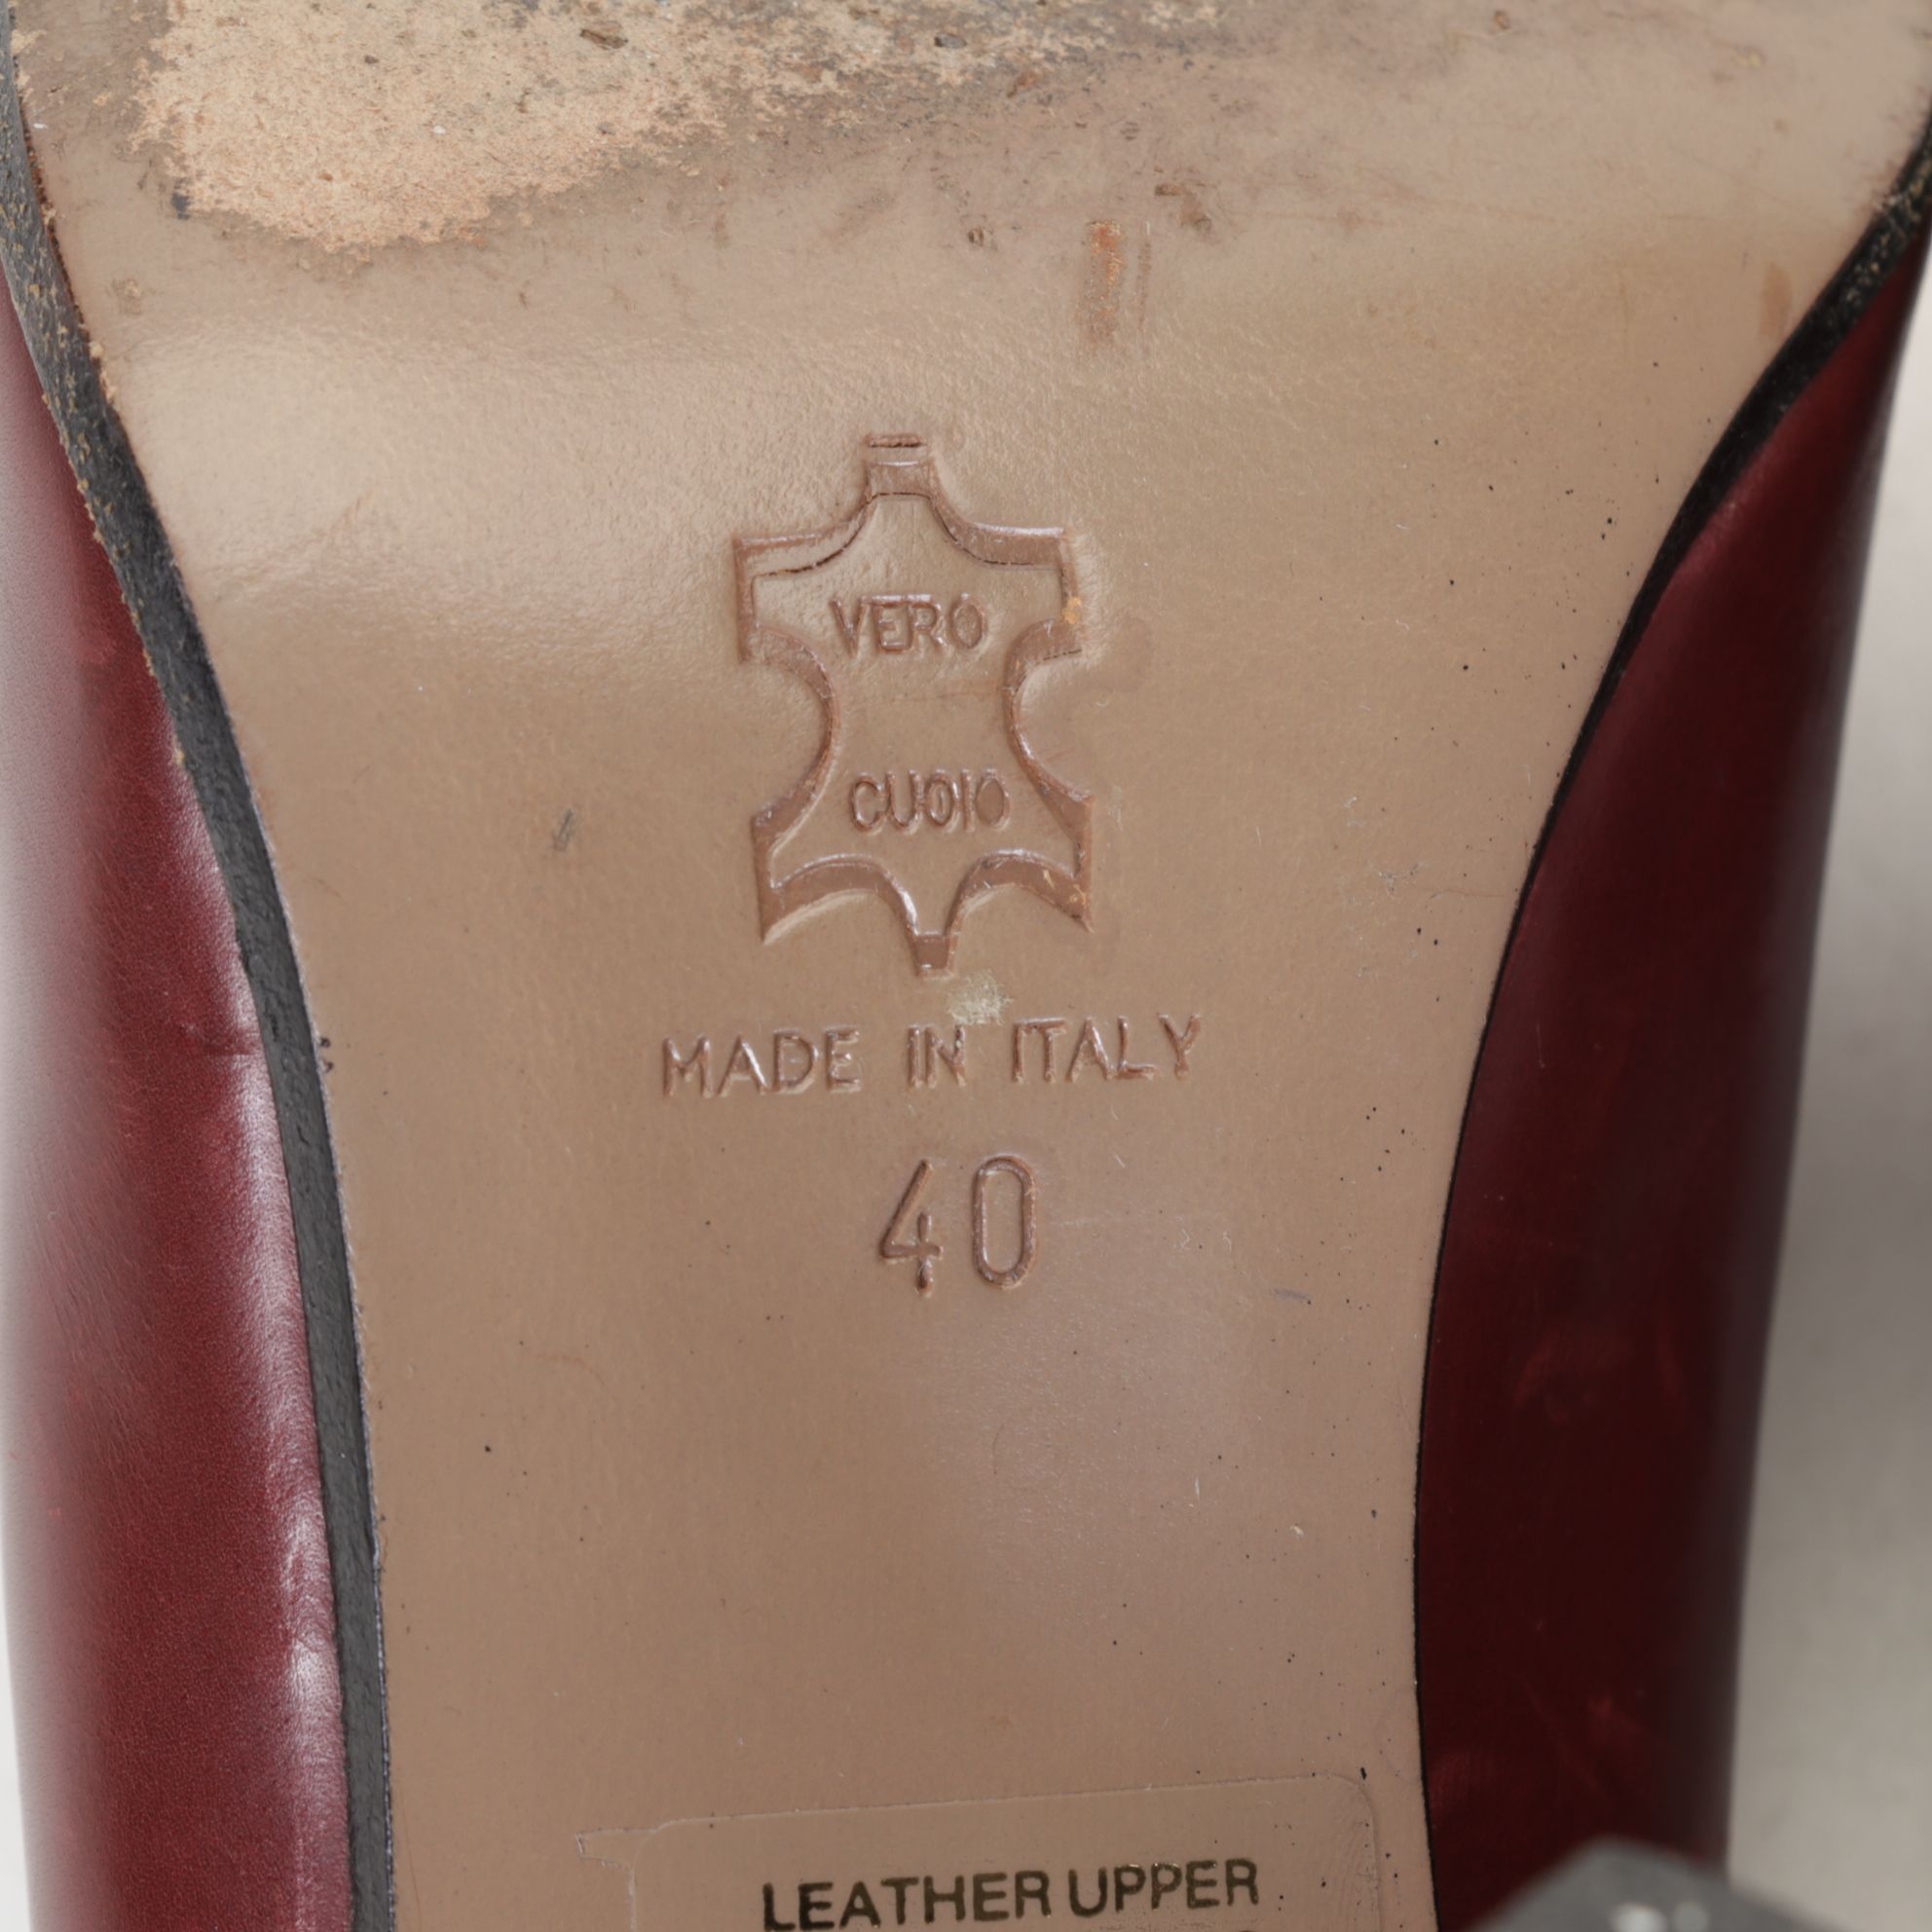 VERO
CUOIO
MADE IN ITALY
40
LEATHER UPPER